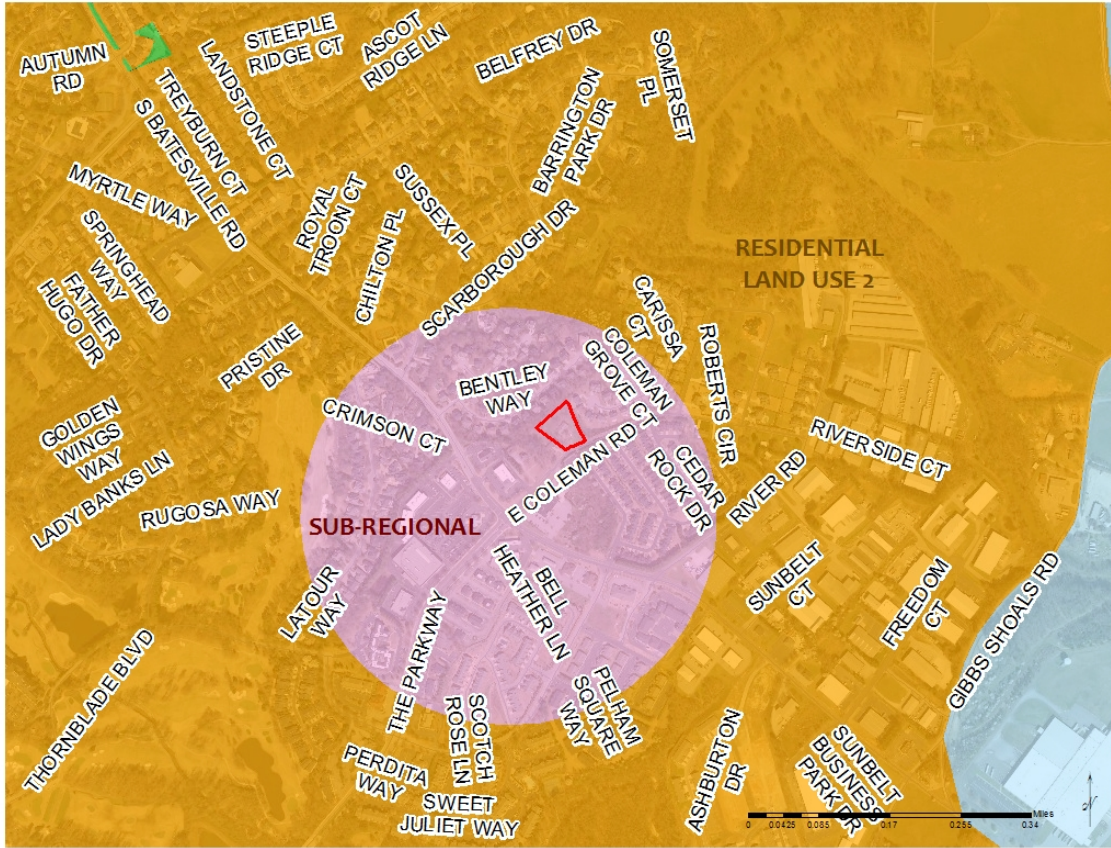 AUTUMN
RD
STEEPLE
RIDGE CT
LANDSTONE CT
ASCOT
RIDGE LN
BELFREY DR
SOMERSET
PL
TREYBURN CT
S BATESVILLE RD
BARRINGTON
PARK DR
MYRTLE WAY
ROYAL
TROON CT
SUSSEX PL
CHILTON PL
SCARBOROUGH DR
SPRINGHEAD
WAY
FATHER
HUGO DR
RESIDENTIAL
LAND USE 2
PRISTINE
DR
CARISSA
CT
COLEMAN
GROVE CT
ROBERTS CIR
BENTLEY
WAY
CRIMSON CT
GOLDEN
WINGS
WAY
LADY BANKS LN
RUGOSA WAY
E COLEMAN RD
CEDAR
ROCK DR
RIVER RD
RIVERSIDE CT
SUB-REGIONAL
LATOUR
WAY
BELL
HEATHER LN
SUNBELT
CT
FREEDOM
CT
GIBBS SHOALS RD
THORNBLADE BLVD
THE PARKWAY
SCOTCH
ROSE LN
PELHAM
SQUARE
WAY
PERDITA
WAY
SWEET
JULIET WAY
ASHBURTON
DR
SUNBELT
BUSINESS
PARK DR
Miles
0 0.0425 0.085 0.17 0.255 0.34
N